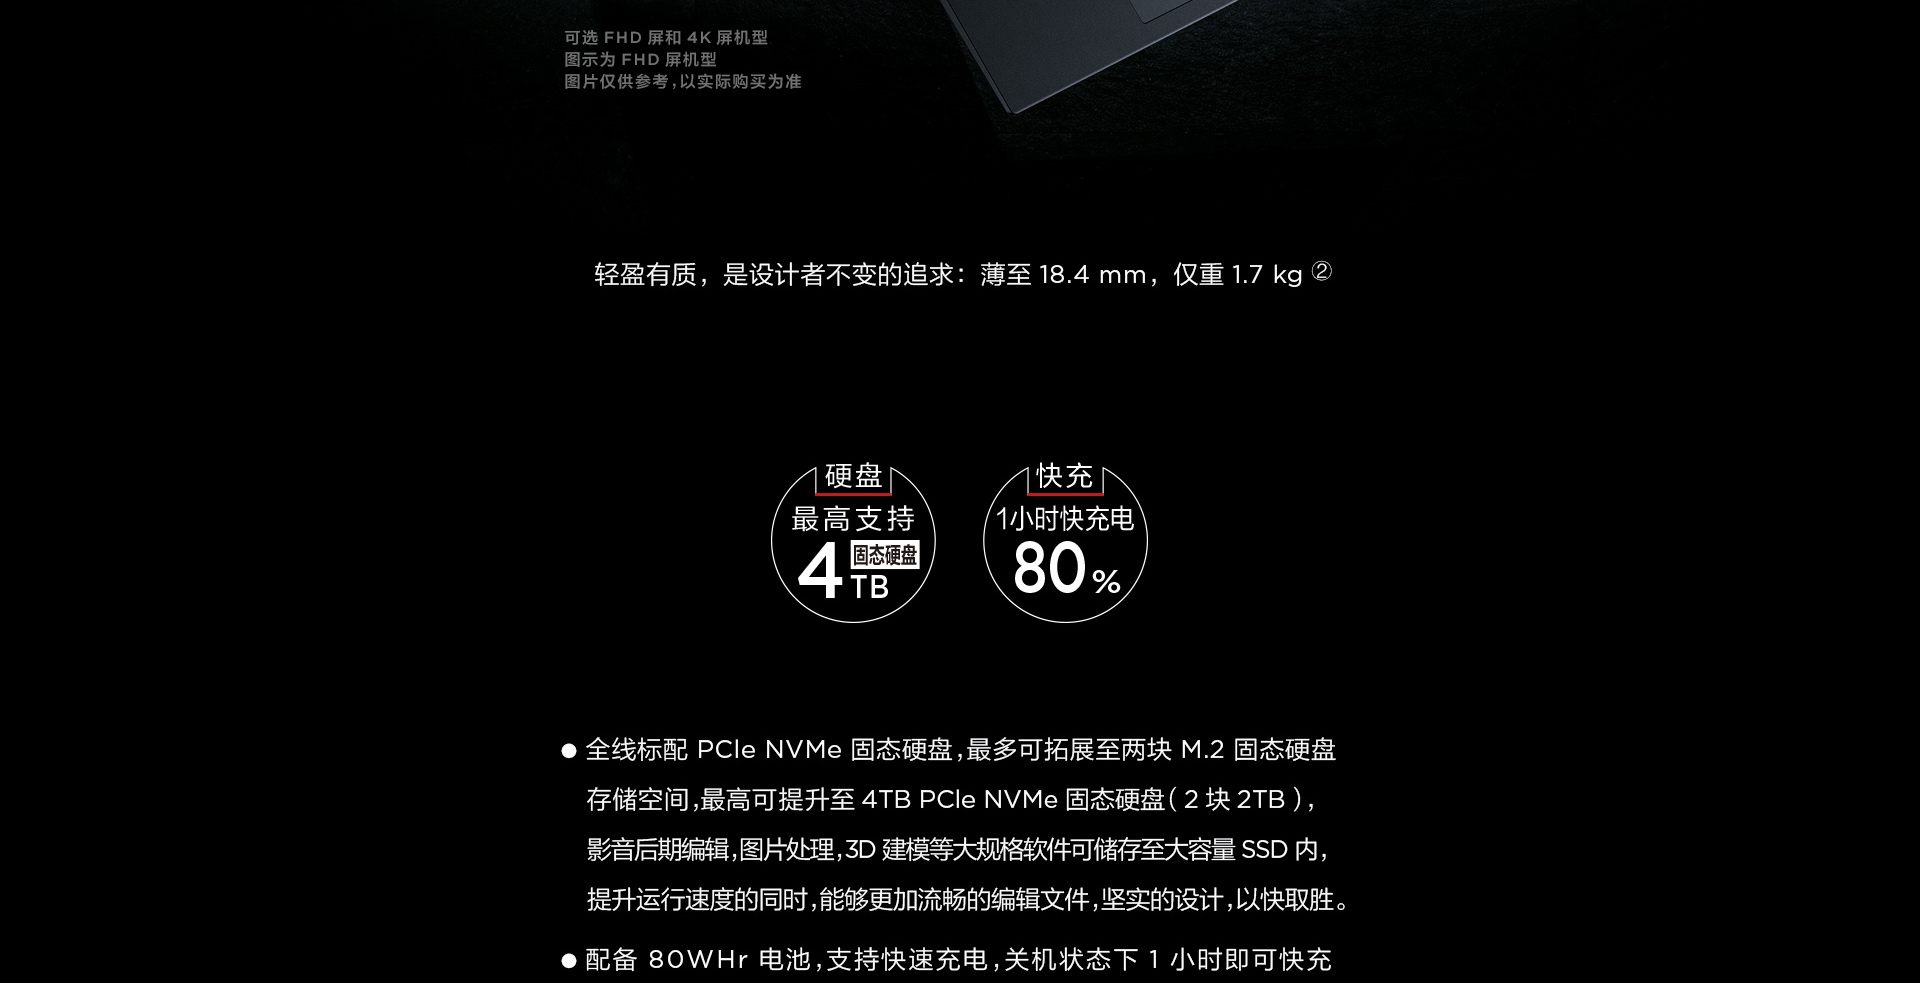 可选 FHD 屏和 4K 屏机型
图示为 FHD 屏机型
图片仅供参考,以实际购买为准
轻盈有质，是设计者不变的追求：薄至 18.4 mm，仅重 1.7 kg ②
硬盘
最高支持
4 固态硬盘
TB
快充
1小时快充电
80 %
● 全线标配 PCIe NVMe 固态硬盘,最多可拓展至两块 M.2 固态硬盘
存储空间,最高可提升至 4TB PCIe NVMe 固态硬盘( 2 块 2TB ),
影音后期编辑,图片处理,3D 建模等大规格软件可储存至大容量 SSD 内,
提升运行速度的同时,能够更加流畅的编辑文件,坚实的设计,以快取胜。
● 配备 80WHr 电池,支持快速充电,关机状态下 1 小时即可快充